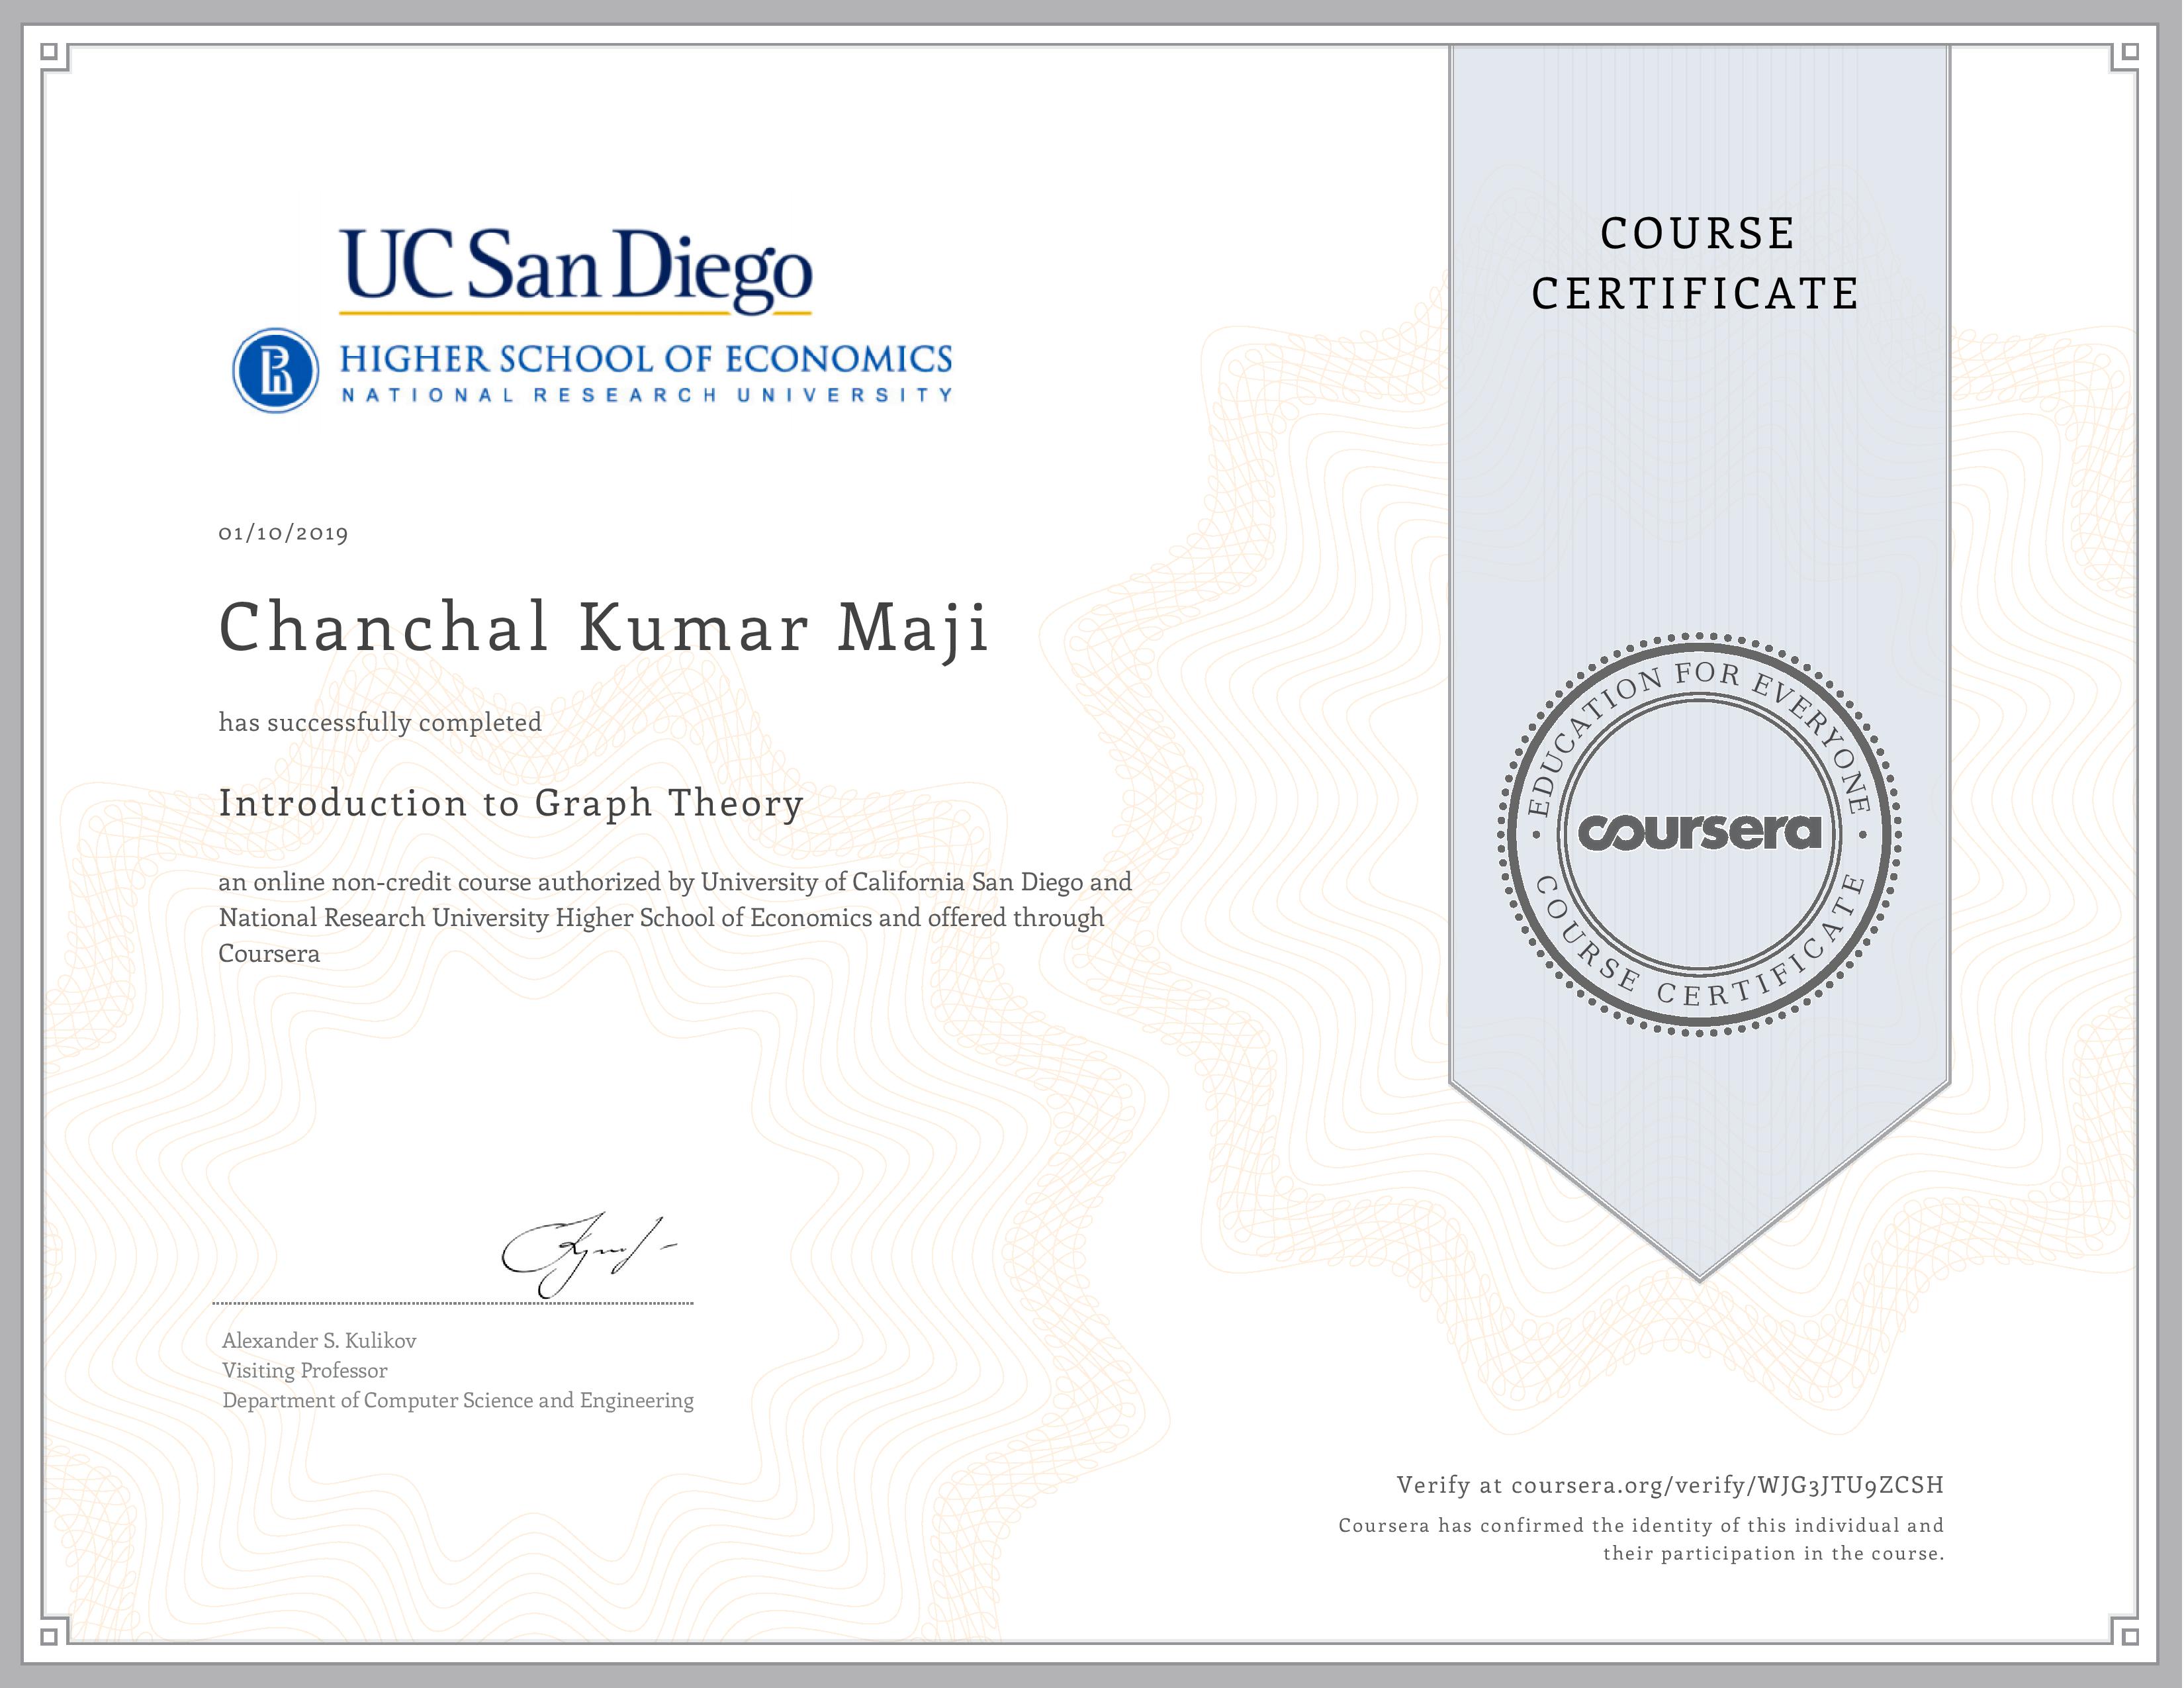 UC San Diego
HIGHER SCHOOL OF ECONOMICS
NATIONAL RESEARCH UNIVERSITY
01/10/2019
Chanchal Kumar Maji
has successfully completed
Introduction to Graph Theory
an online non-credit course authorized by University of California San Diego and
National Research University Higher School of Economics and offered through
Coursera
Alexander S. Kulikov
Visiting Professor
Department of Computer Science and Engineering
COURSE
CERTIFICATE
EDUCATION FOR EVERYONE
coursera
COURSE CERTIFICATE
Verify at coursera.org/verify/WJG3JTU9ZCSH
Coursera has confirmed the identity of this individual and
their participation in the course.